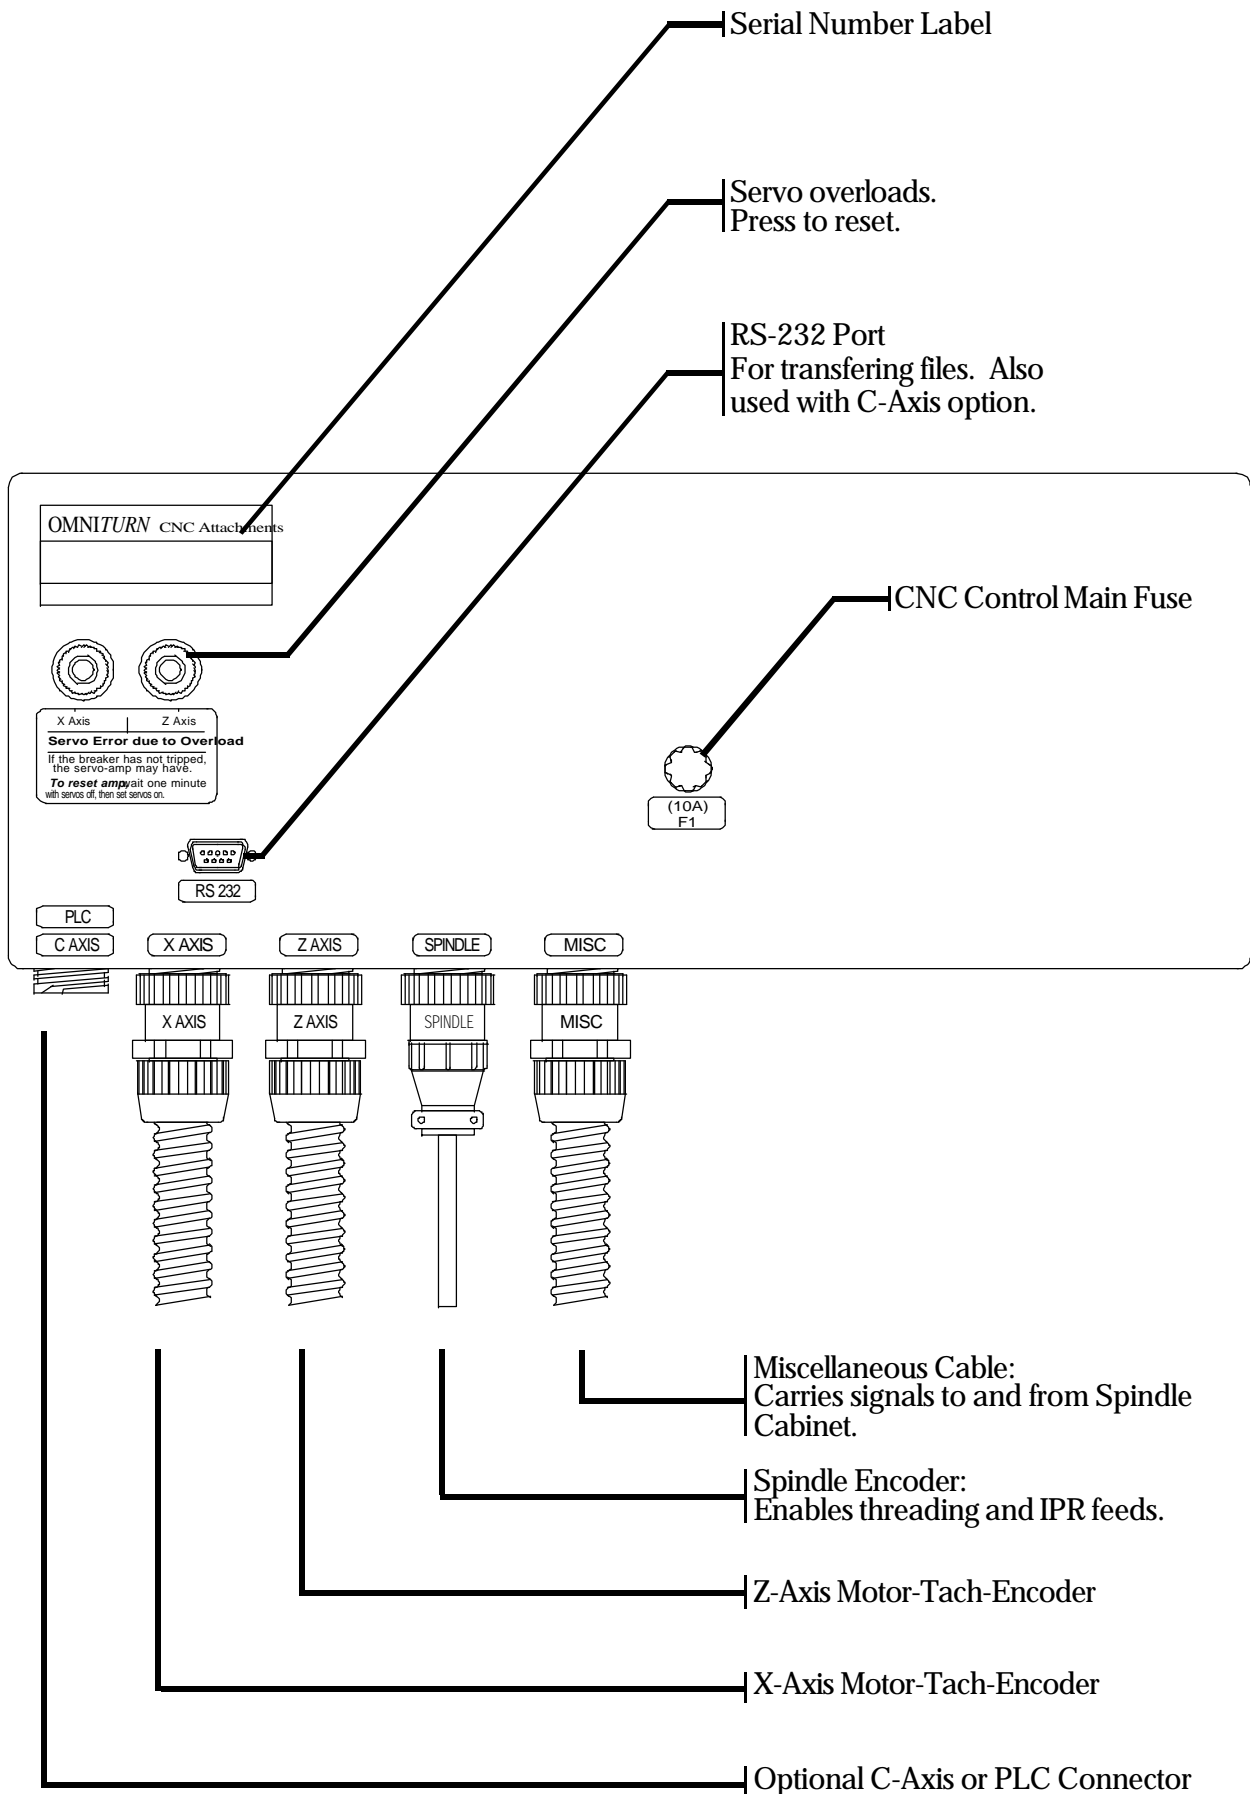 Serial Number Label
Servo overloads.
Press to reset.
RS-232 Port
For transfering files. Also
used with C-Axis option.
OMNITURN CNC Attachments
CNC Control Main Fuse
X Axis
Z Axis
Servo Error due to Overload
If the breaker has not tripped,
the servo-amp may have.
To reset amp, wait one minute
with servos off, then set servos on.
(10A)
F1
RS 232
PLC
C AXIS
X AXIS
Z AXIS
SPINDLE
MISC
X AXIS
Z AXIS
SPINDLE
MISC
Miscellaneous Cable:
Carries signals to and from Spindle
Cabinet.
Spindle Encoder:
Enables threading and IPR feeds.
Z-Axis Motor-Tach-Encoder
X-Axis Motor-Tach-Encoder
Optional C-Axis or PLC Connector